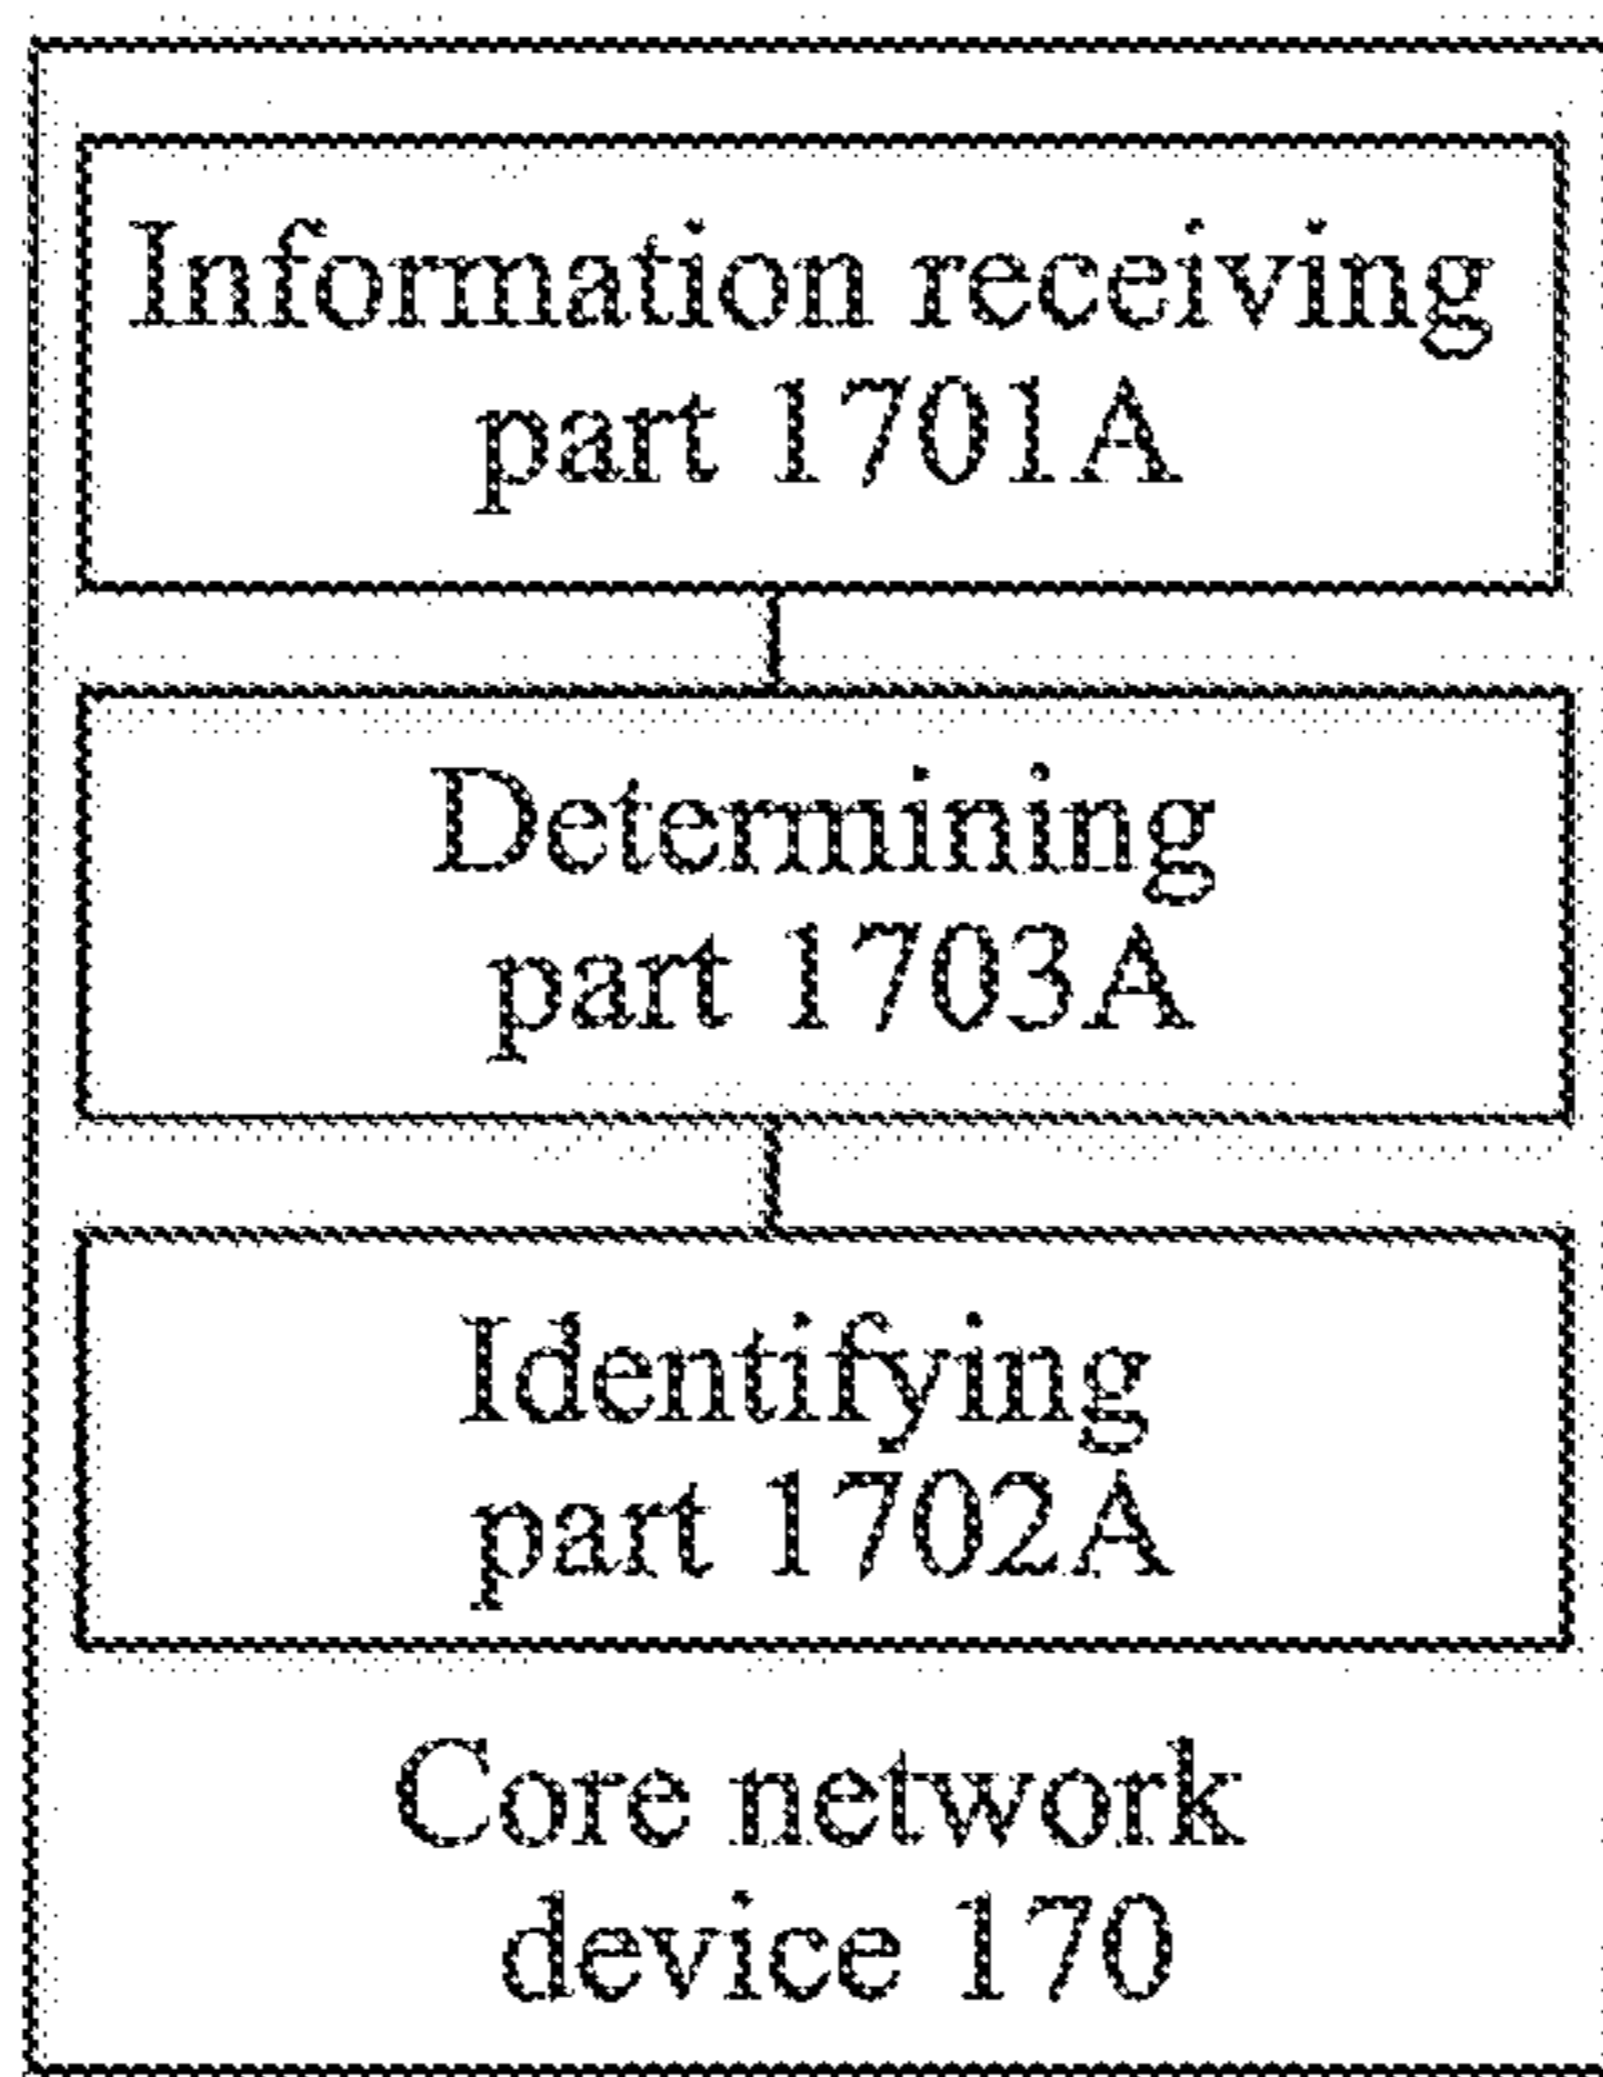 Information receiving
part 1701A
Determining
part 1703A
Identifying
part 1702A
Core network
device 170